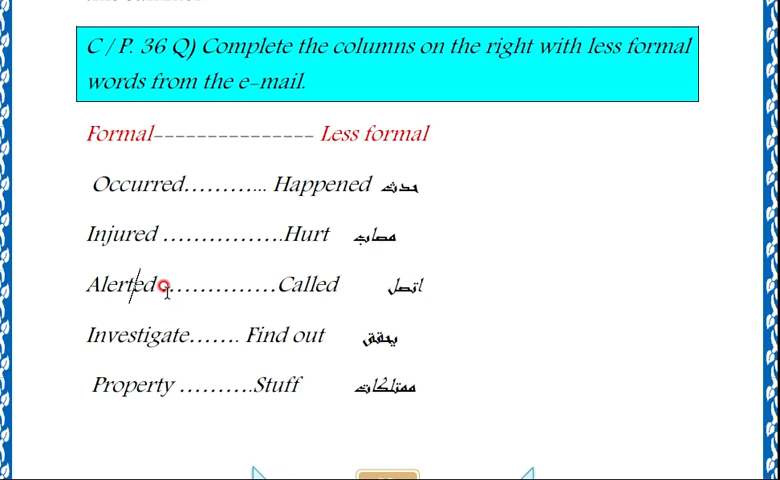 C / P. 36 Q) Complete the columns on the right with less formal
words from the e-mail.
Formal--------------- Less formal
Occurred………... Happened حدث
Injured …………….Hurt مصاب
Alerted …………….Called اتصل
Investigate……. Find out يحقق
Property ……….Stuff ممتلكات